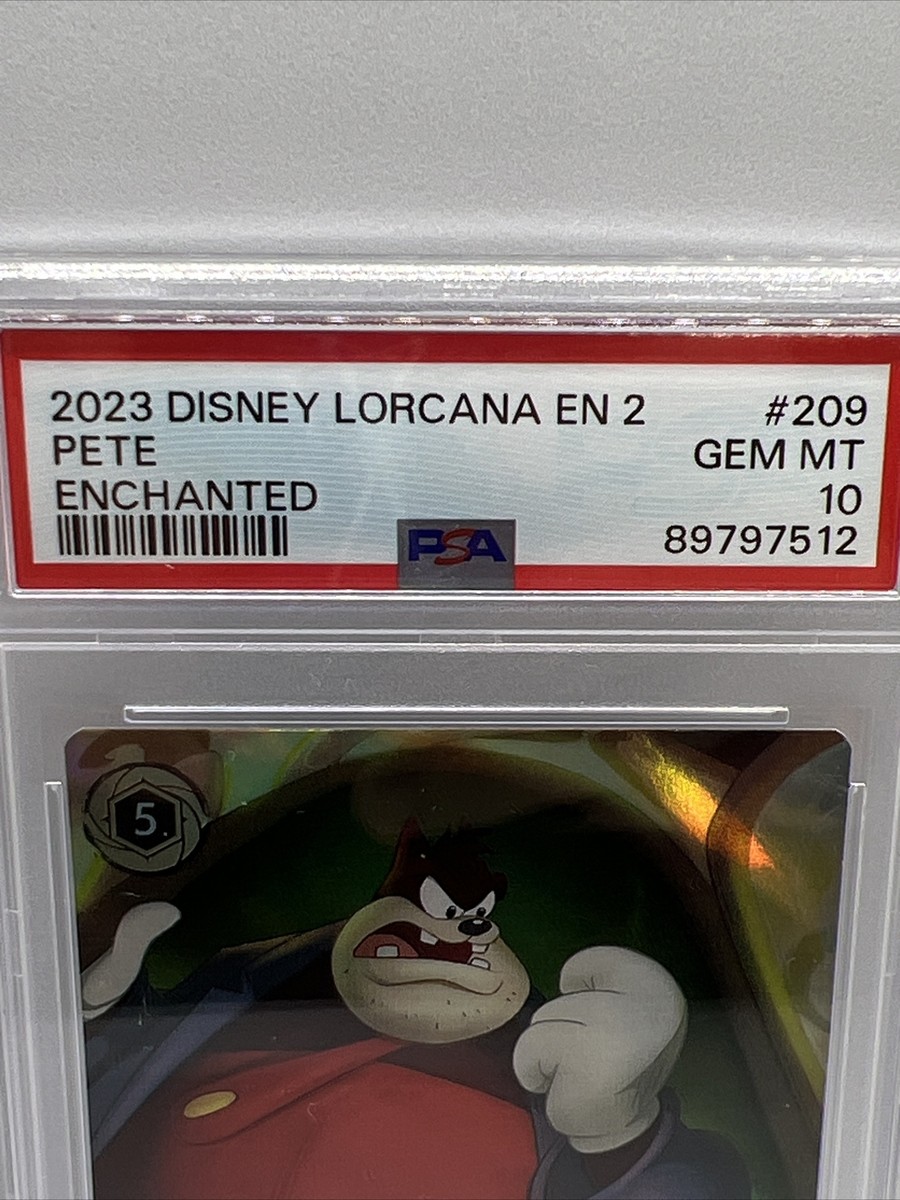 2023 DISNEY LORCANA EN 2 #209
PETE GEM MT
ENCHANTED 10
PSA 89797512
5